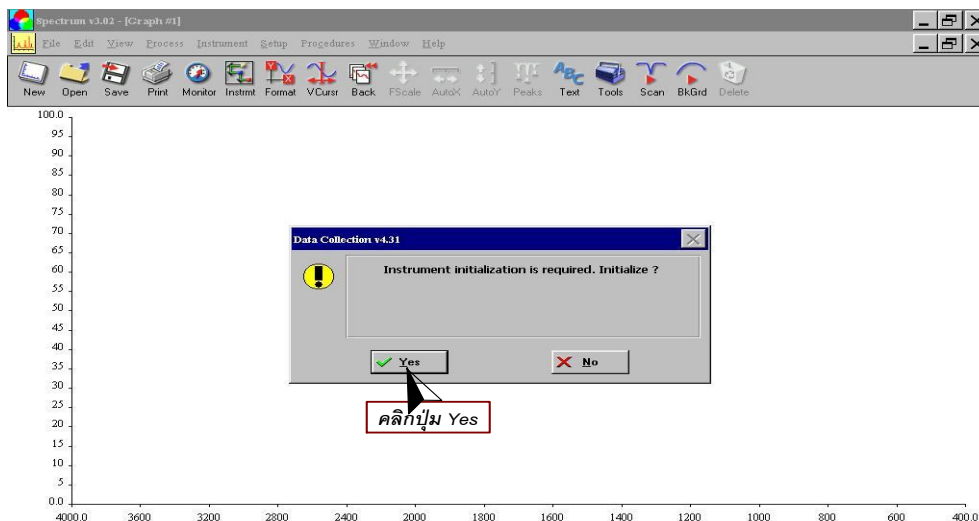 Spectrum v3.02 - [Graph #1]
File Edit View Process Instrument Setup Procedures Window Help
New Open Save Print Monitor Instmt Format VCursr Back FScale AutoX AutoY Peaks Text Tools Scan BkGrd Delete
100.0
95
90
85
80
75
70
Data Collection v4.31
65
Instrument initialization is required. Initialize ?
60
55
50
45
40
Yes No
35
30
25
คลิกปุ่ม Yes
20
15
10
5
0.0
4000.0 3600 3200 2800 2400 2000 1800 1600 1400 1200 1000 800 600 400.0